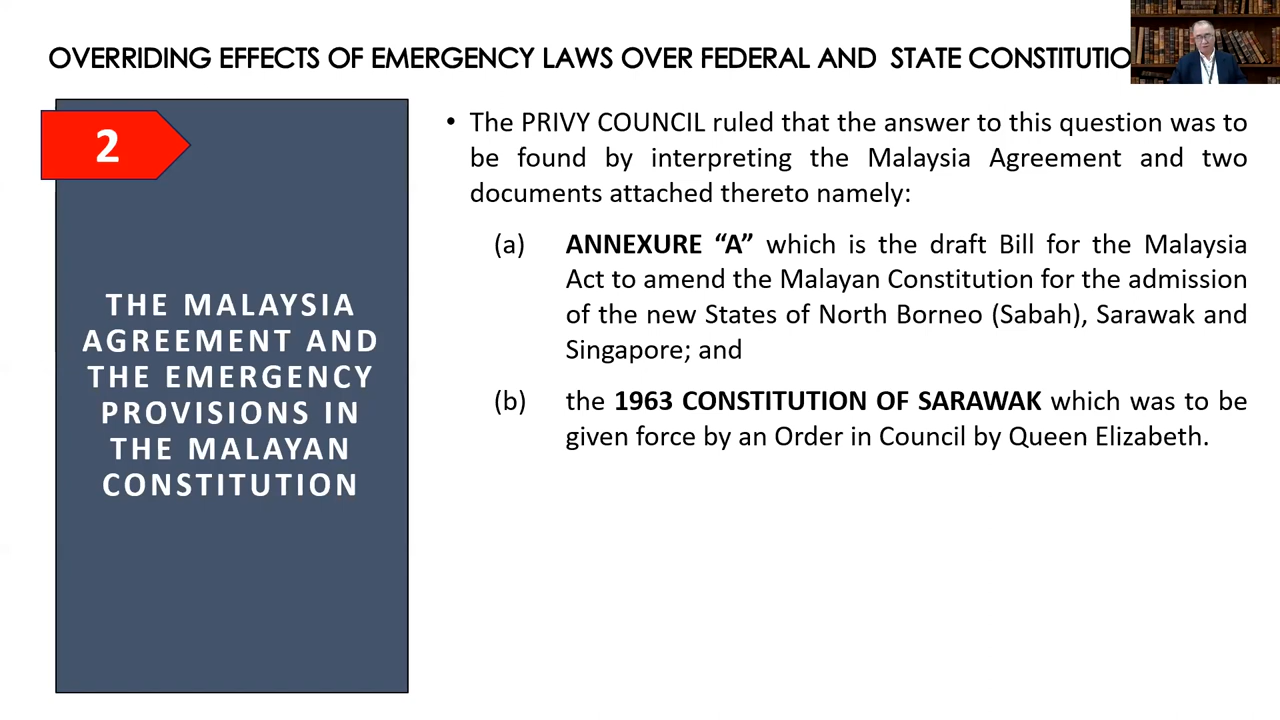 OVERRIDING EFFECTS OF EMERGENCY LAWS OVER FEDERAL AND STATE CONSTITUTIO
2
THE MALAYSIA
AGREEMENT AND
THE EMERGENCY
PROVISIONS IN
THE MALAYAN
CONSTITUTION
• The PRIVY COUNCIL ruled that the answer to this question was to
be found by interpreting the Malaysia Agreement and two
documents attached thereto namely:
(a) ANNEXURE “A” which is the draft Bill for the Malaysia
Act to amend the Malayan Constitution for the admission
of the new States of North Borneo (Sabah), Sarawak and
Singapore; and
(b) the 1963 CONSTITUTION OF SARAWAK which was to be
given force by an Order in Council by Queen Elizabeth.